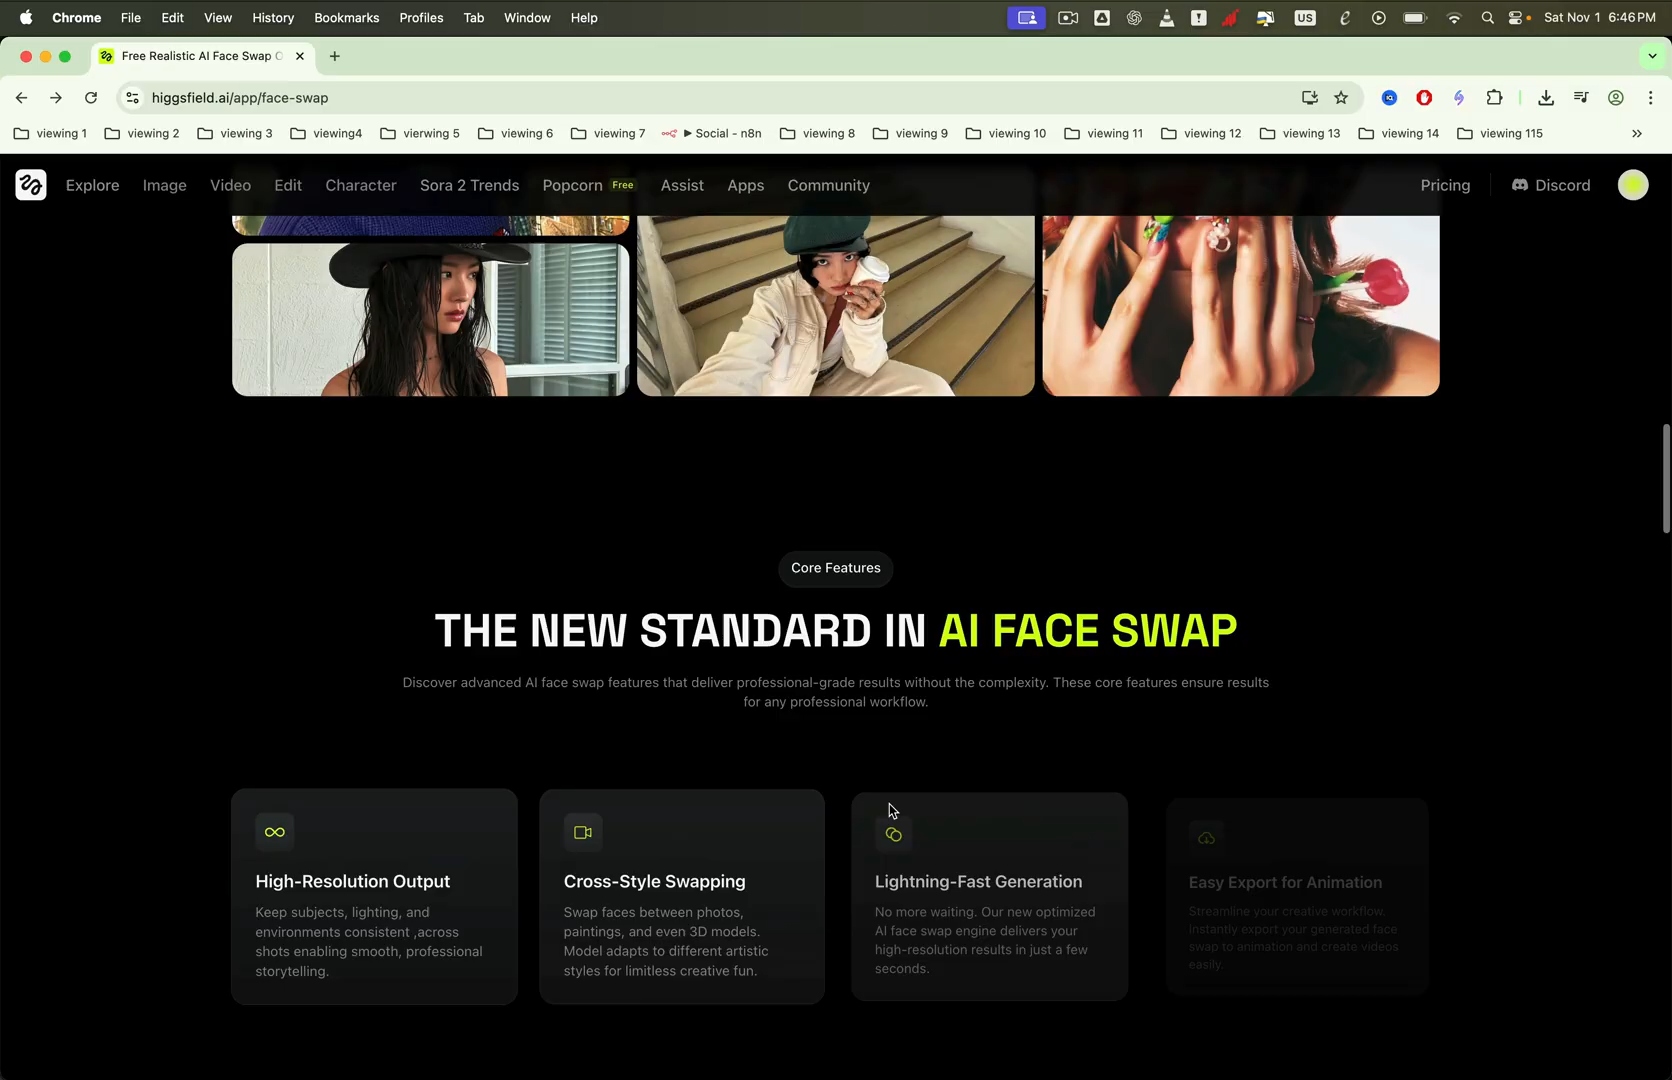 Chrome File Edit View History Bookmarks Profiles Tab Window Help US Sat Nov 1 6:46 PM
Free Realistic AI Face Swap
higgsfield.ai/app/face-swap
viewing 1 viewing 2 viewing 3 viewing4 vierwing 5 viewing 6 viewing 7 ▶ Social - n8n viewing 8 viewing 9 viewing 10 viewing 11 viewing 12 viewing 13 viewing 14 viewing 115 »
Explore Image Video Edit Character Sora 2 Trends Popcorn Free Assist Apps Community Pricing Discord
Core Features
THE NEW STANDARD IN AI FACE SWAP
Discover advanced AI face swap features that deliver professional-grade results without the complexity. These core features ensure results
for any professional workflow.
High-Resolution Output
Keep subjects, lighting, and
environments consistent ,across
shots enabling smooth, professional
storytelling.
Cross-Style Swapping
Swap faces between photos,
paintings, and even 3D models.
Model adapts to different artistic
styles for limitless creative fun.
Lightning-Fast Generation
No more waiting. Our new optimized
AI face swap engine delivers your
high-resolution results in just a few
seconds.
Easy Export for Animation
Streamline your creative workflow.
Instantly export your generated face
swap to animation and create videos
easily.